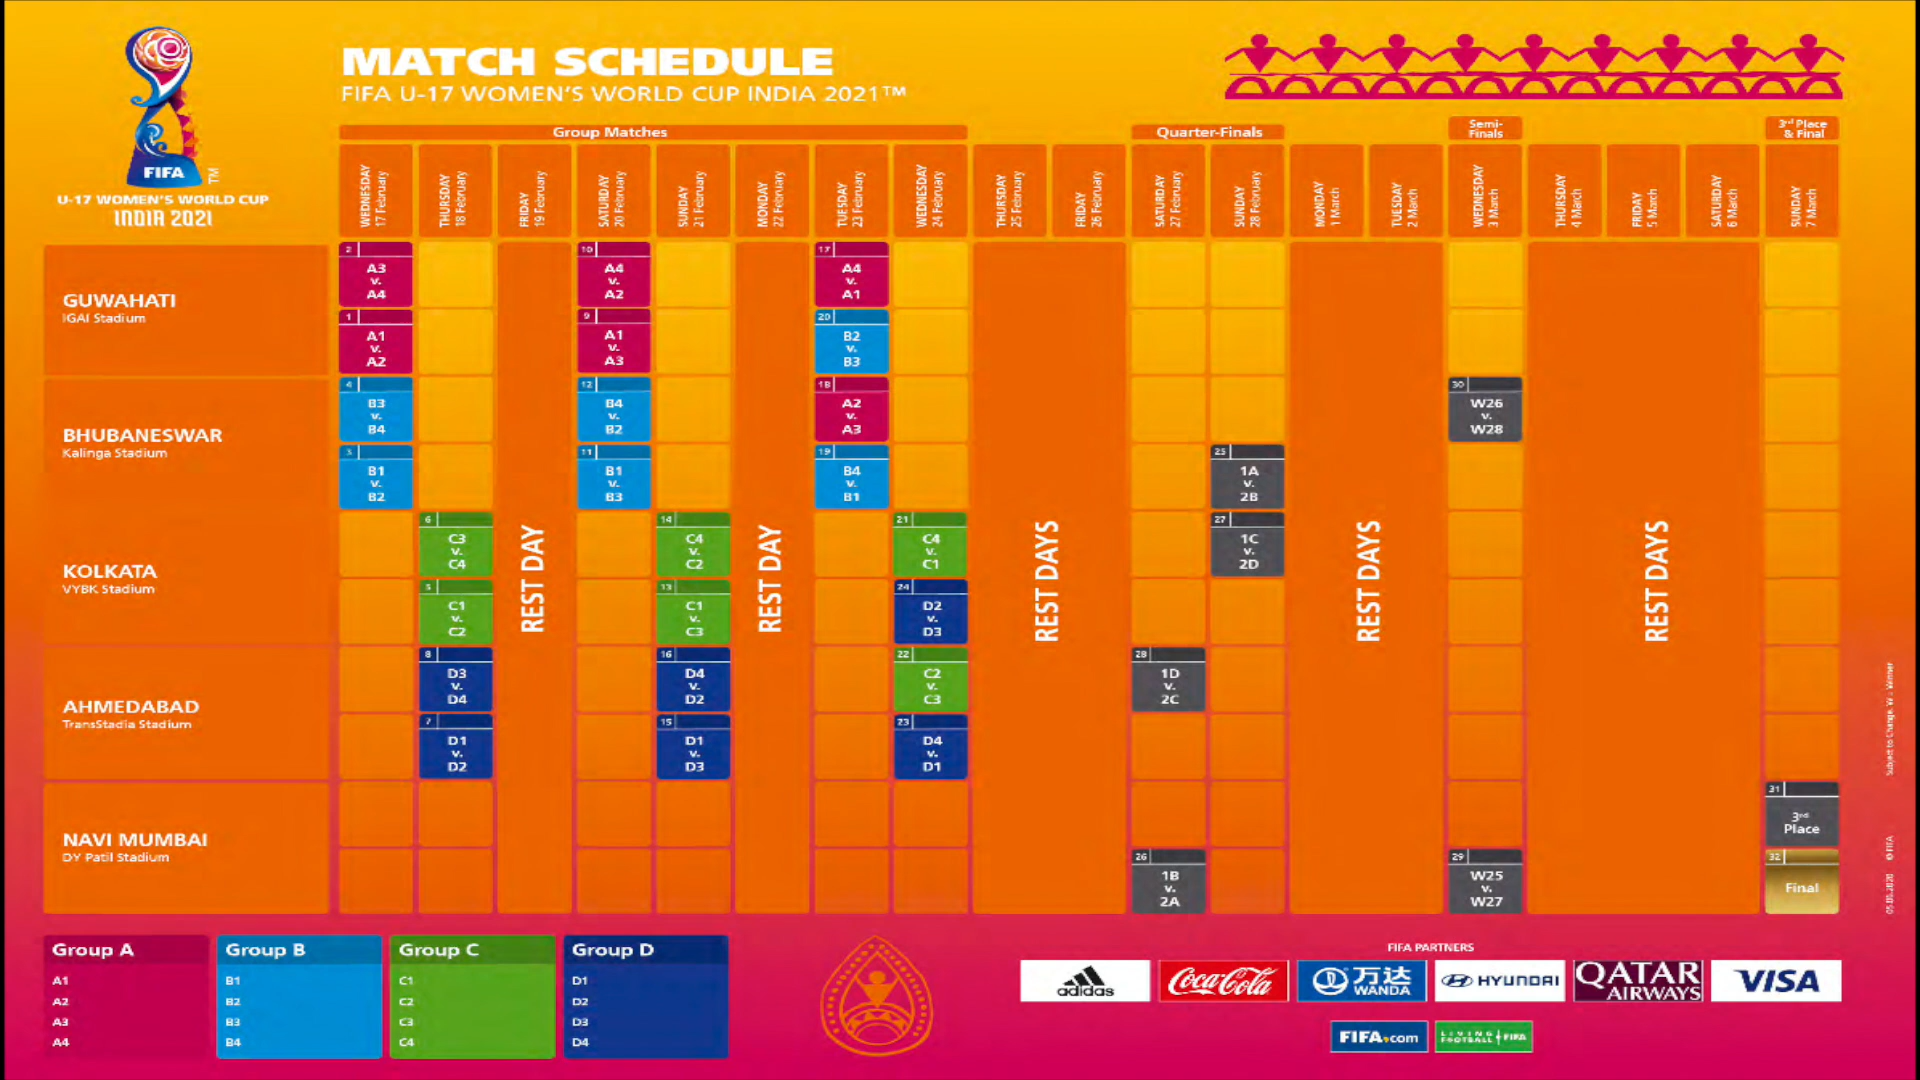 MATCH SCHEDULE
FIFA U-17 WOMEN'S WORLD CUP INDIA 2021™
FIFA
TM
U-17 WOMEN'S WORLD CUP
INDIA 2021
Group Matches
Quarter-Finals
Semi-
Finals
3rd Place
& Final
WEDNESDAY
17 February
THURSDAY
18 February
FRIDAY
19 February
SATURDAY
20 February
SUNDAY
21 February
MONDAY
22 February
TUESDAY
23 February
WEDNESDAY
24 February
THURSDAY
25 February
FRIDAY
26 February
SATURDAY
27 February
SUNDAY
28 February
MONDAY
1 March
TUESDAY
2 March
WEDNESDAY
3 March
THURSDAY
4 March
FRIDAY
5 March
SATURDAY
6 March
SUNDAY
7 March
GUWAHATI
IGAI Stadium
2
A3
v.
A4
10
A4
v.
A2
17
A4
v.
A1
1
A1
v.
A2
9
A1
v.
A3
20
B2
v.
B3
BHUBANESWAR
Kalinga Stadium
4
B3
v.
B4
12
B4
v.
B2
18
A2
v.
A3
30
W26
v.
W28
3
B1
v.
B2
11
B1
v.
B3
19
B4
v.
B1
25
1A
v.
2B
KOLKATA
VYBK Stadium
6
C3
v.
C4
14
C4
v.
C2
21
C4
v.
C1
27
1C
v.
2D
5
C1
v.
C2
13
C1
v.
C3
24
D2
v.
D3
REST DAY
REST DAY
REST DAYS
REST DAYS
REST DAYS
AHMEDABAD
TransStadia Stadium
8
D3
v.
D4
16
D4
v.
D2
22
C2
v.
C3
28
1D
v.
2C
7
D1
v.
D2
15
D1
v.
D3
23
D4
v.
D1
NAVI MUMBAI
DY Patil Stadium
31
3rd
Place
26
1B
v.
2A
29
W25
v.
W27
32
Final
Subject to Change. W = Winner
05.05.2020 © FIFA
Group A
A1
A2
A3
A4
Group B
B1
B2
B3
B4
Group C
C1
C2
C3
C4
Group D
D1
D2
D3
D4
FIFA PARTNERS
adidas
Coca-Cola
万达
WANDA
HYUNDAI
QATAR
AIRWAYS
VISA
FIFA.com
LIVING
FOOTBALL FIFA